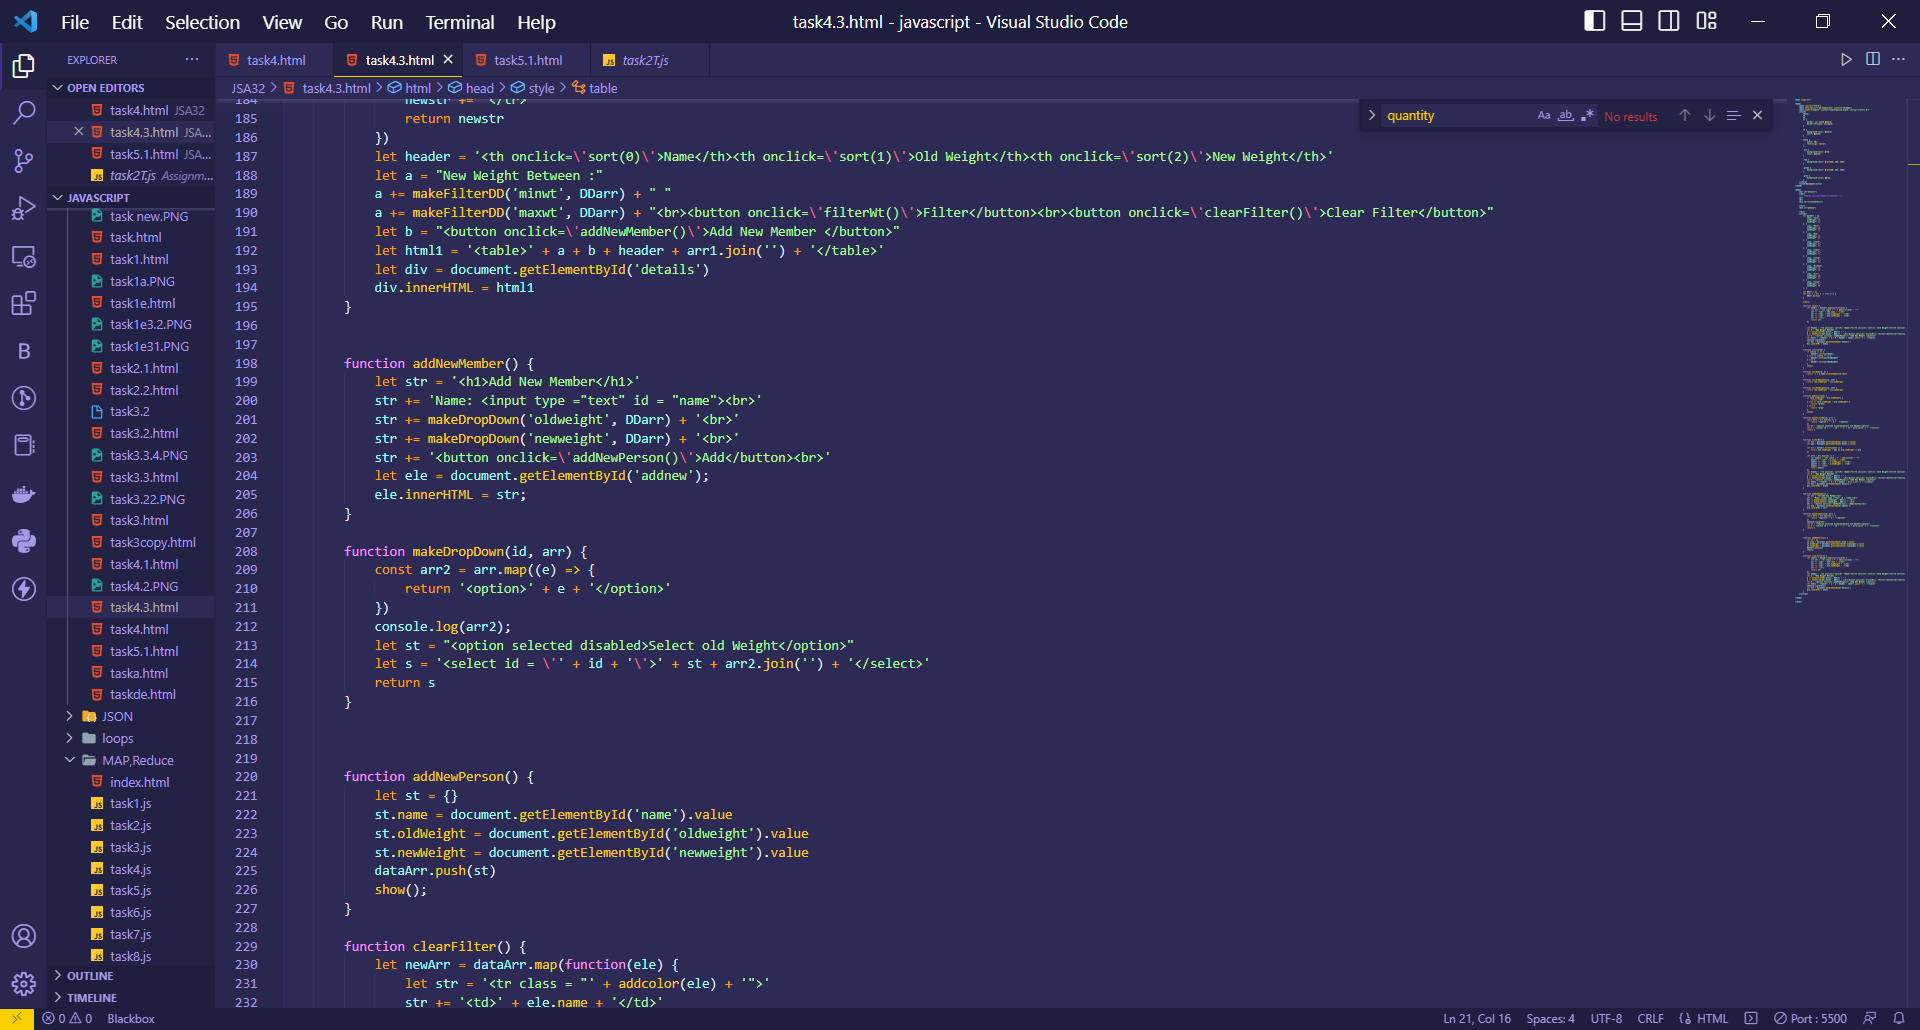 File Edit Selection View Go Run Terminal Help
task4.3.html - javascript - Visual Studio Code
EXPLORER
OPEN EDITORS
task4.html JSA32
task4.3.html JSA...
task5.1.html JSA...
task2T.js Assignm...
JAVASCRIPT
task new.PNG
task.html
task1.html
task1a.PNG
task1e.html
task1e3.2.PNG
task1e31.PNG
task2.1.html
task2.2.html
task3.2
task3.2.html
task3.3.4.PNG
task3.3.html
task3.22.PNG
task3.html
task3copy.html
task4.1.html
task4.2.PNG
task4.3.html
task4.html
task5.1.html
taska.html
taskde.html
JSON
loops
MAP,Reduce
index.html
task1.js
task2.js
task3.js
task4.js
task5.js
task6.js
task7.js
task8.js
OUTLINE
TIMELINE
task4.html task4.3.html task5.1.html task2T.js
JSA32 > task4.3.html > html > head > style > table
quantity Aa ab No results
184 newstr += '</tr>'
185 return newstr
186 })
187 let header = '<th onclick=\'sort(0)\'>Name</th><th onclick=\'sort(1)\'>Old Weight</th><th onclick=\'sort(2)\'>New Weight</th>'
188 let a = "New Weight Between :"
189 a += makeFilterDD('minwt', DDarr) + " "
190 a += makeFilterDD('maxwt', DDarr) + "<br><button onclick=\'filterWt()\'>Filter</button><br><button onclick=\'clearFilter()\'>Clear Filter</button>"
191 let b = "<button onclick=\'addNewMember()\'>Add New Member </button>"
192 let html1 = '<table>' + a + b + header + arr1.join('') + '</table>'
193 let div = document.getElementById('details')
194 div.innerHTML = html1
195 }
196
197
198 function addNewMember() {
199 let str = '<h1>Add New Member</h1>'
200 str += 'Name: <input type ="text" id = "name"><br>'
201 str += makeDropDown('oldweight', DDarr) + '<br>'
202 str += makeDropDown('newweight', DDarr) + '<br>'
203 str += '<button onclick=\'addNewPerson()\'>Add</button><br>'
204 let ele = document.getElementById('addnew');
205 ele.innerHTML = str;
206 }
207
208 function makeDropDown(id, arr) {
209 const arr2 = arr.map((e) => {
210 return '<option>' + e + '</option>'
211 })
212 console.log(arr2);
213 let st = "<option selected disabled>Select old Weight</option>"
214 let s = '<select id = \'' + id + '\'>' + st + arr2.join('') + '</select>'
215 return s
216 }
217
218
219
220 function addNewPerson() {
221 let st = {}
222 st.name = document.getElementById('name').value
223 st.oldWeight = document.getElementById('oldweight').value
224 st.newWeight = document.getElementById('newweight').value
225 dataArr.push(st)
226 show();
227 }
228
229 function clearFilter() {
230 let newArr = dataArr.map(function(ele) {
231 let str = '<tr class = "' + addcolor(ele) + '">'
232 str += '<td>' + ele.name + '</td>'
0 0 Blackbox
Ln 21, Col 16 Spaces: 4 UTF-8 CRLF HTML Port : 5500